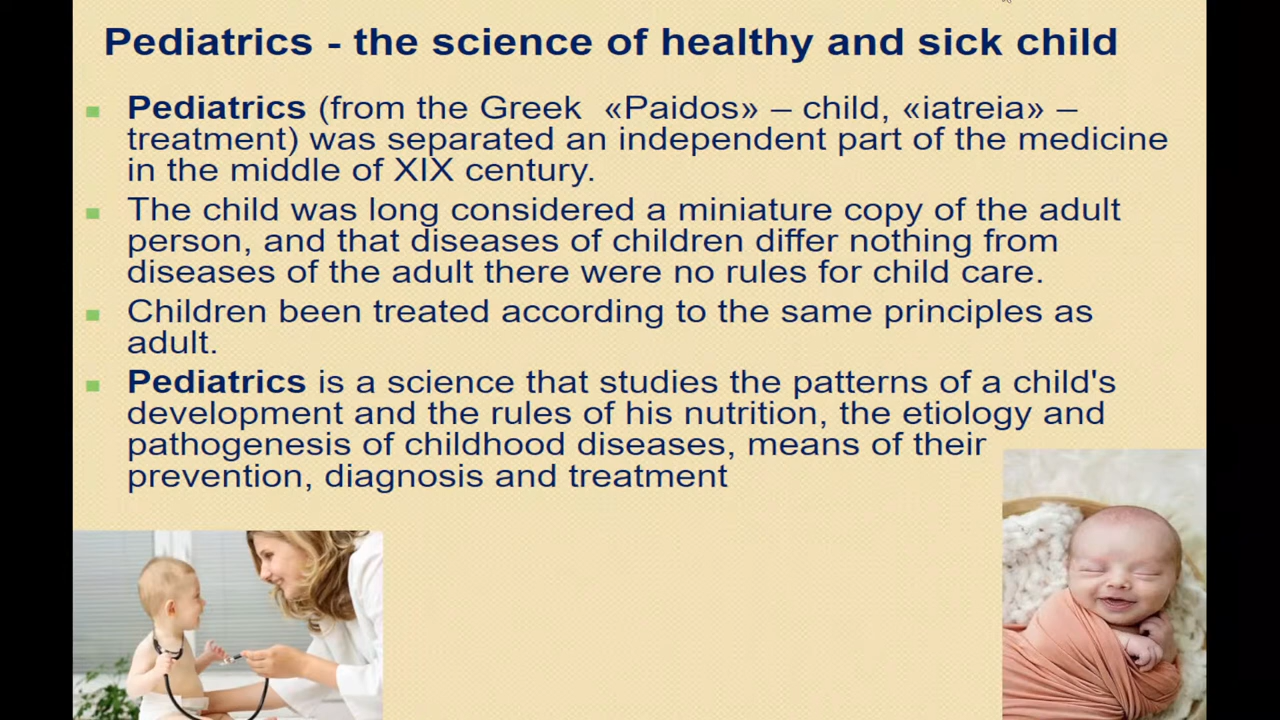 Pediatrics - the science of healthy and sick child
Pediatrics (from the Greek «Paidos» – child, «iatreia» –
treatment) was separated an independent part of the medicine
in the middle of XIX century.
The child was long considered a miniature copy of the adult
person, and that diseases of children differ nothing from
diseases of the adult there were no rules for child care.
Children been treated according to the same principles as
adult.
Pediatrics is a science that studies the patterns of a child's
development and the rules of his nutrition, the etiology and
pathogenesis of childhood diseases, means of their
prevention, diagnosis and treatment